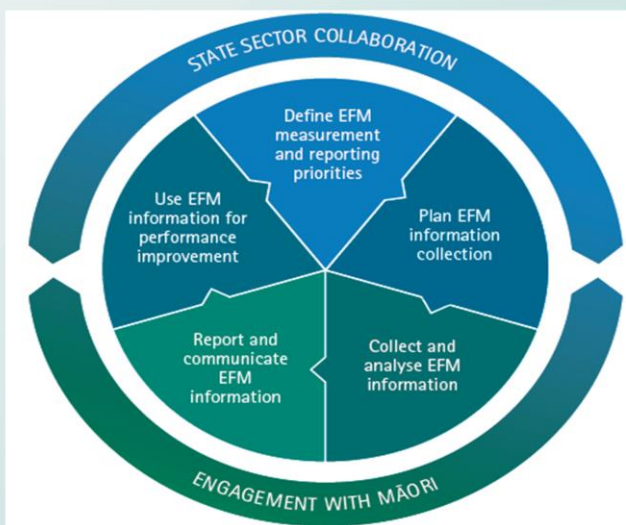 STATE SECTOR COLLABORATION
Define EFM
measurement
and reporting
priorities
Plan EFM
information
collection
Collect and
analyse EFM
information
Report and
communicate
EFM
information
Use EFM
information for
performance
improvement
ENGAGEMENT WITH MĀORI